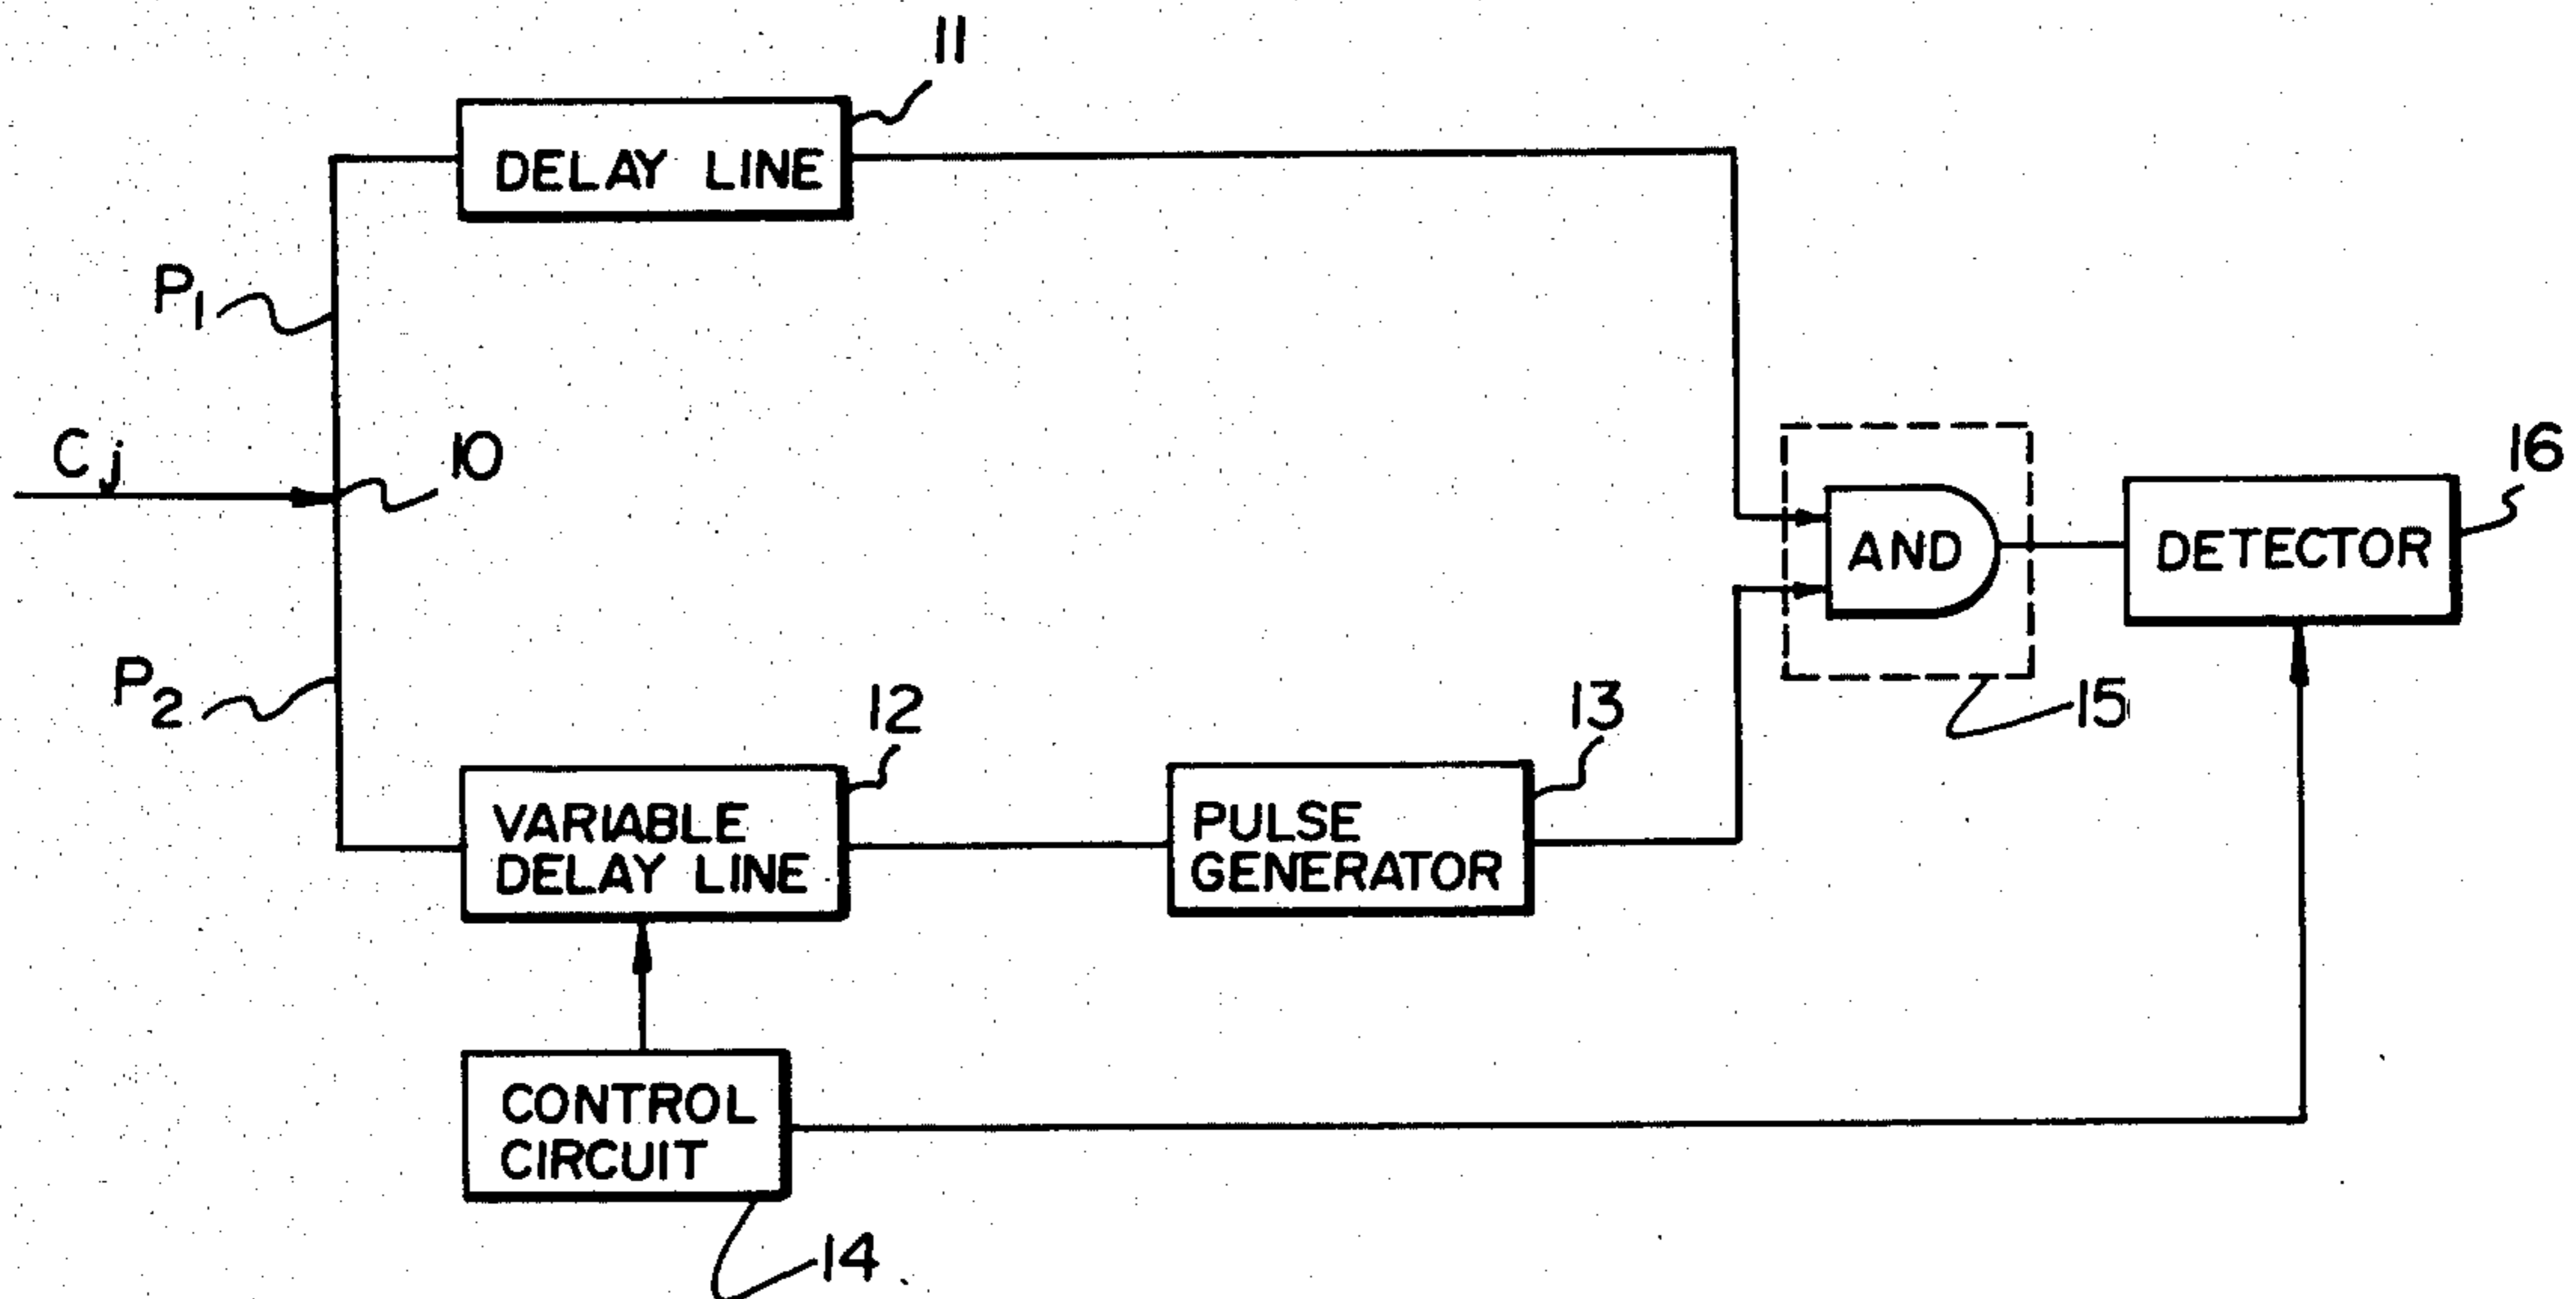 11
DELAY LINE
P1
Cj
10
16
AND
DETECTOR
P2
12
13
15
VARIABLE
DELAY LINE
PULSE
GENERATOR
CONTROL
CIRCUIT
14